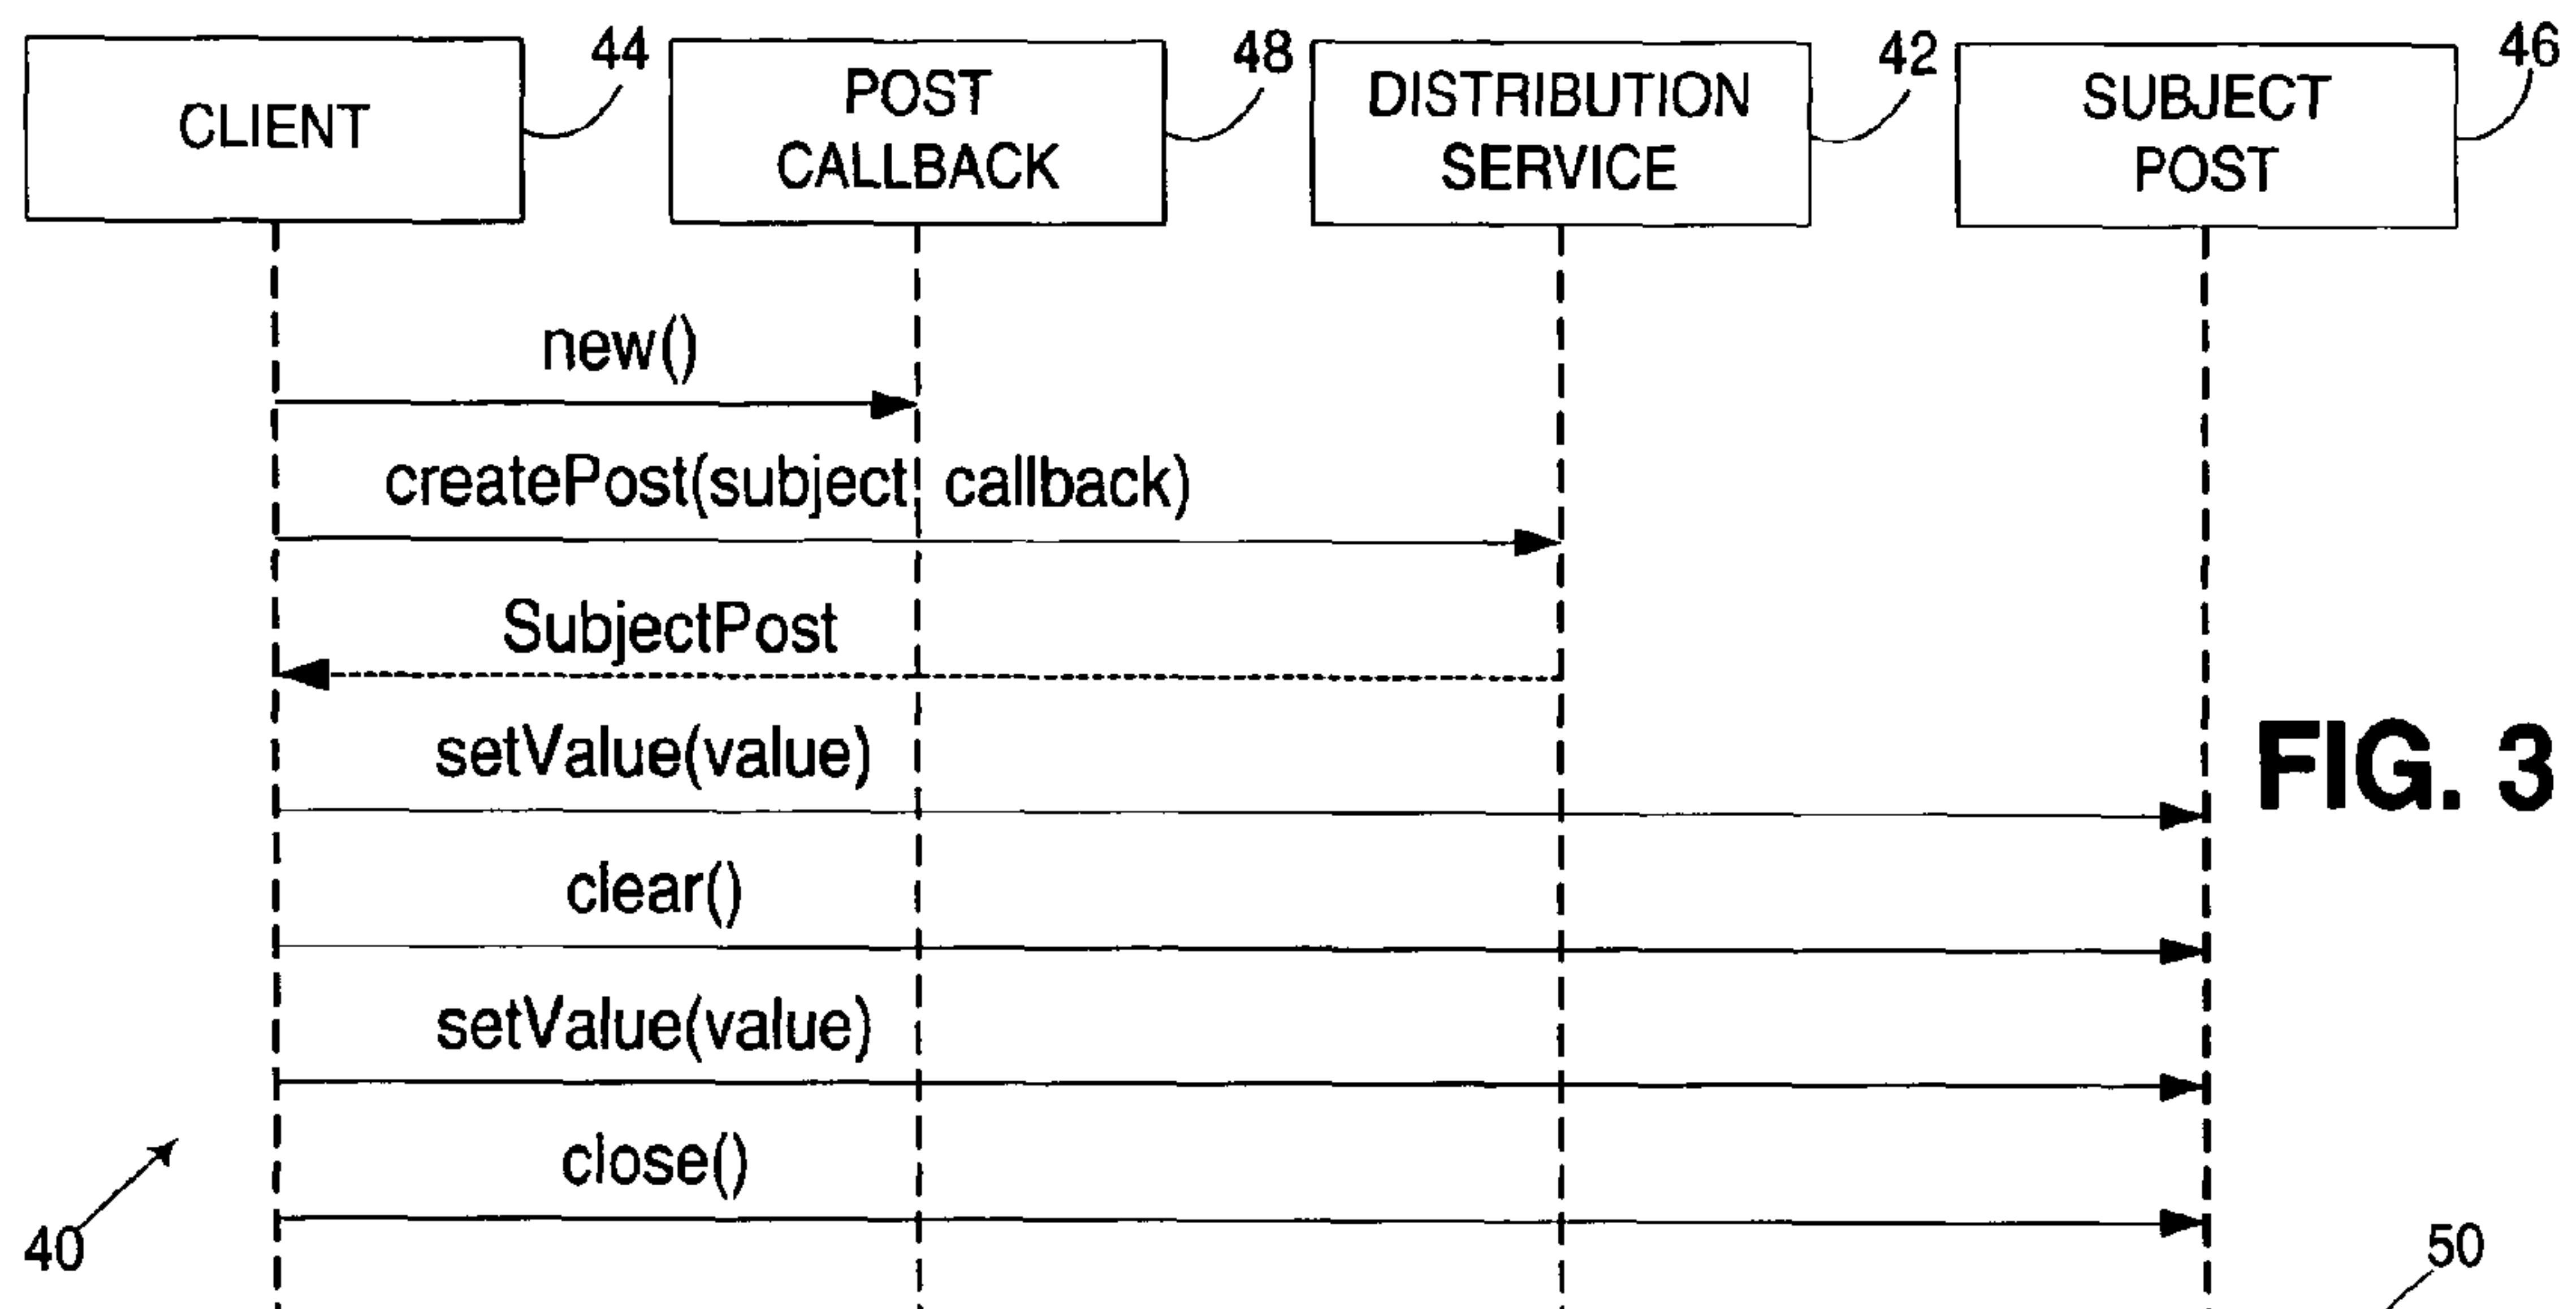 CLIENT
44
POST
CALLBACK
48
DISTRIBUTION
SERVICE
42
SUBJECT
POST
46
new()
createPost(subject, callback)
SubjectPost
setValue(value)
FIG. 3
clear()
setValue(value)
close()
40
50